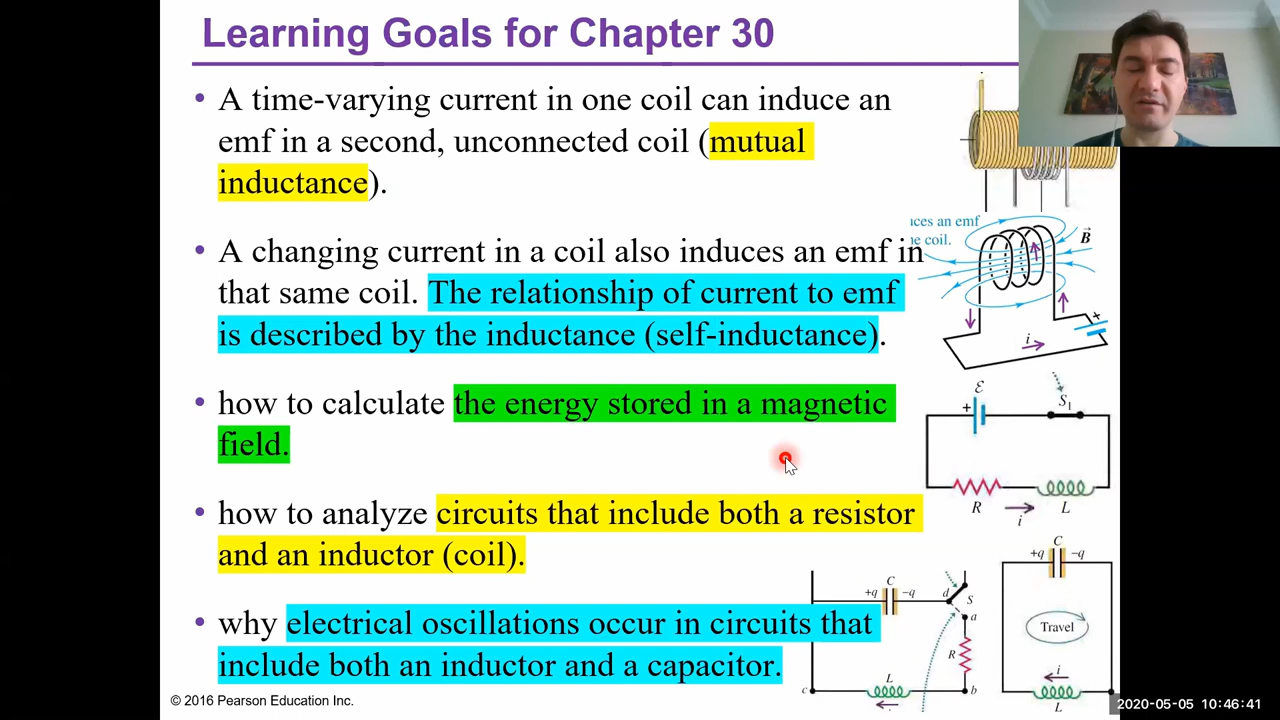 Learning Goals for Chapter 30
• A time-varying current in one coil can induce an
emf in a second, unconnected coil (mutual
inductance).
• A changing current in a coil also induces an emf in
that same coil. The relationship of current to emf
is described by the inductance (self-inductance).
• how to calculate the energy stored in a magnetic
field.
• how to analyze circuits that include both a resistor
and an inductor (coil).
• why electrical oscillations occur in circuits that
include both an inductor and a capacitor.
© 2016 Pearson Education Inc.
ces an emf
e coil.
B
+
i
ℰ
+
S1
R
i
L
C
+q
−q
d
S
a
R
L
c
b
C
+q
−q
Travel
i
L
2020-05-05 10:46:41